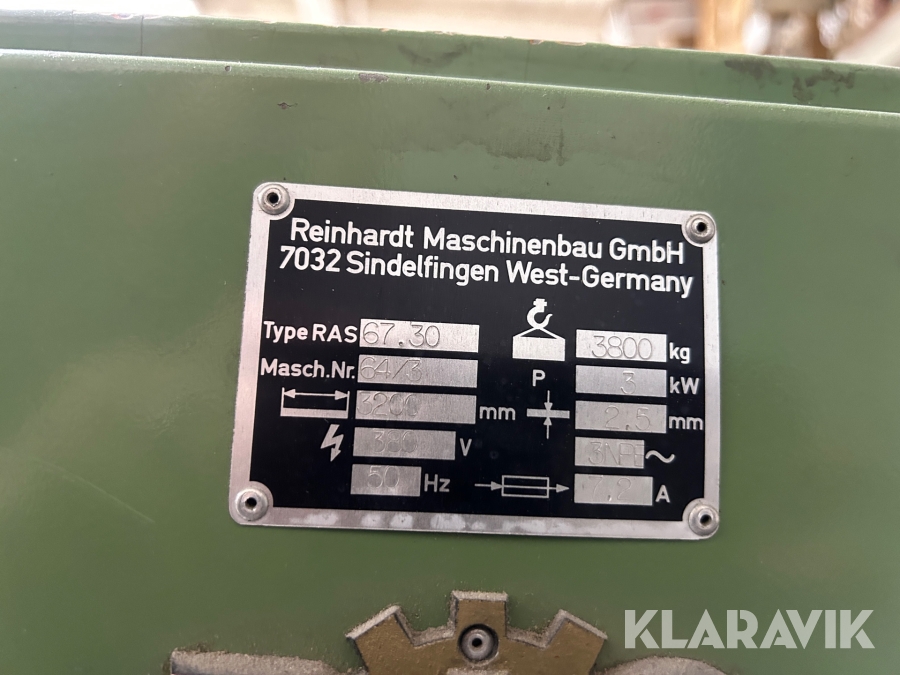 Reinhardt Maschinenbau GmbH
7032 Sindelfingen West-Germany
Type RAS 67.30
3800 kg
Masch.Nr. 64/3
P 3 kW
3200 mm
2.5 mm
V
3NPE ~
50 Hz
A
KLARAVIK